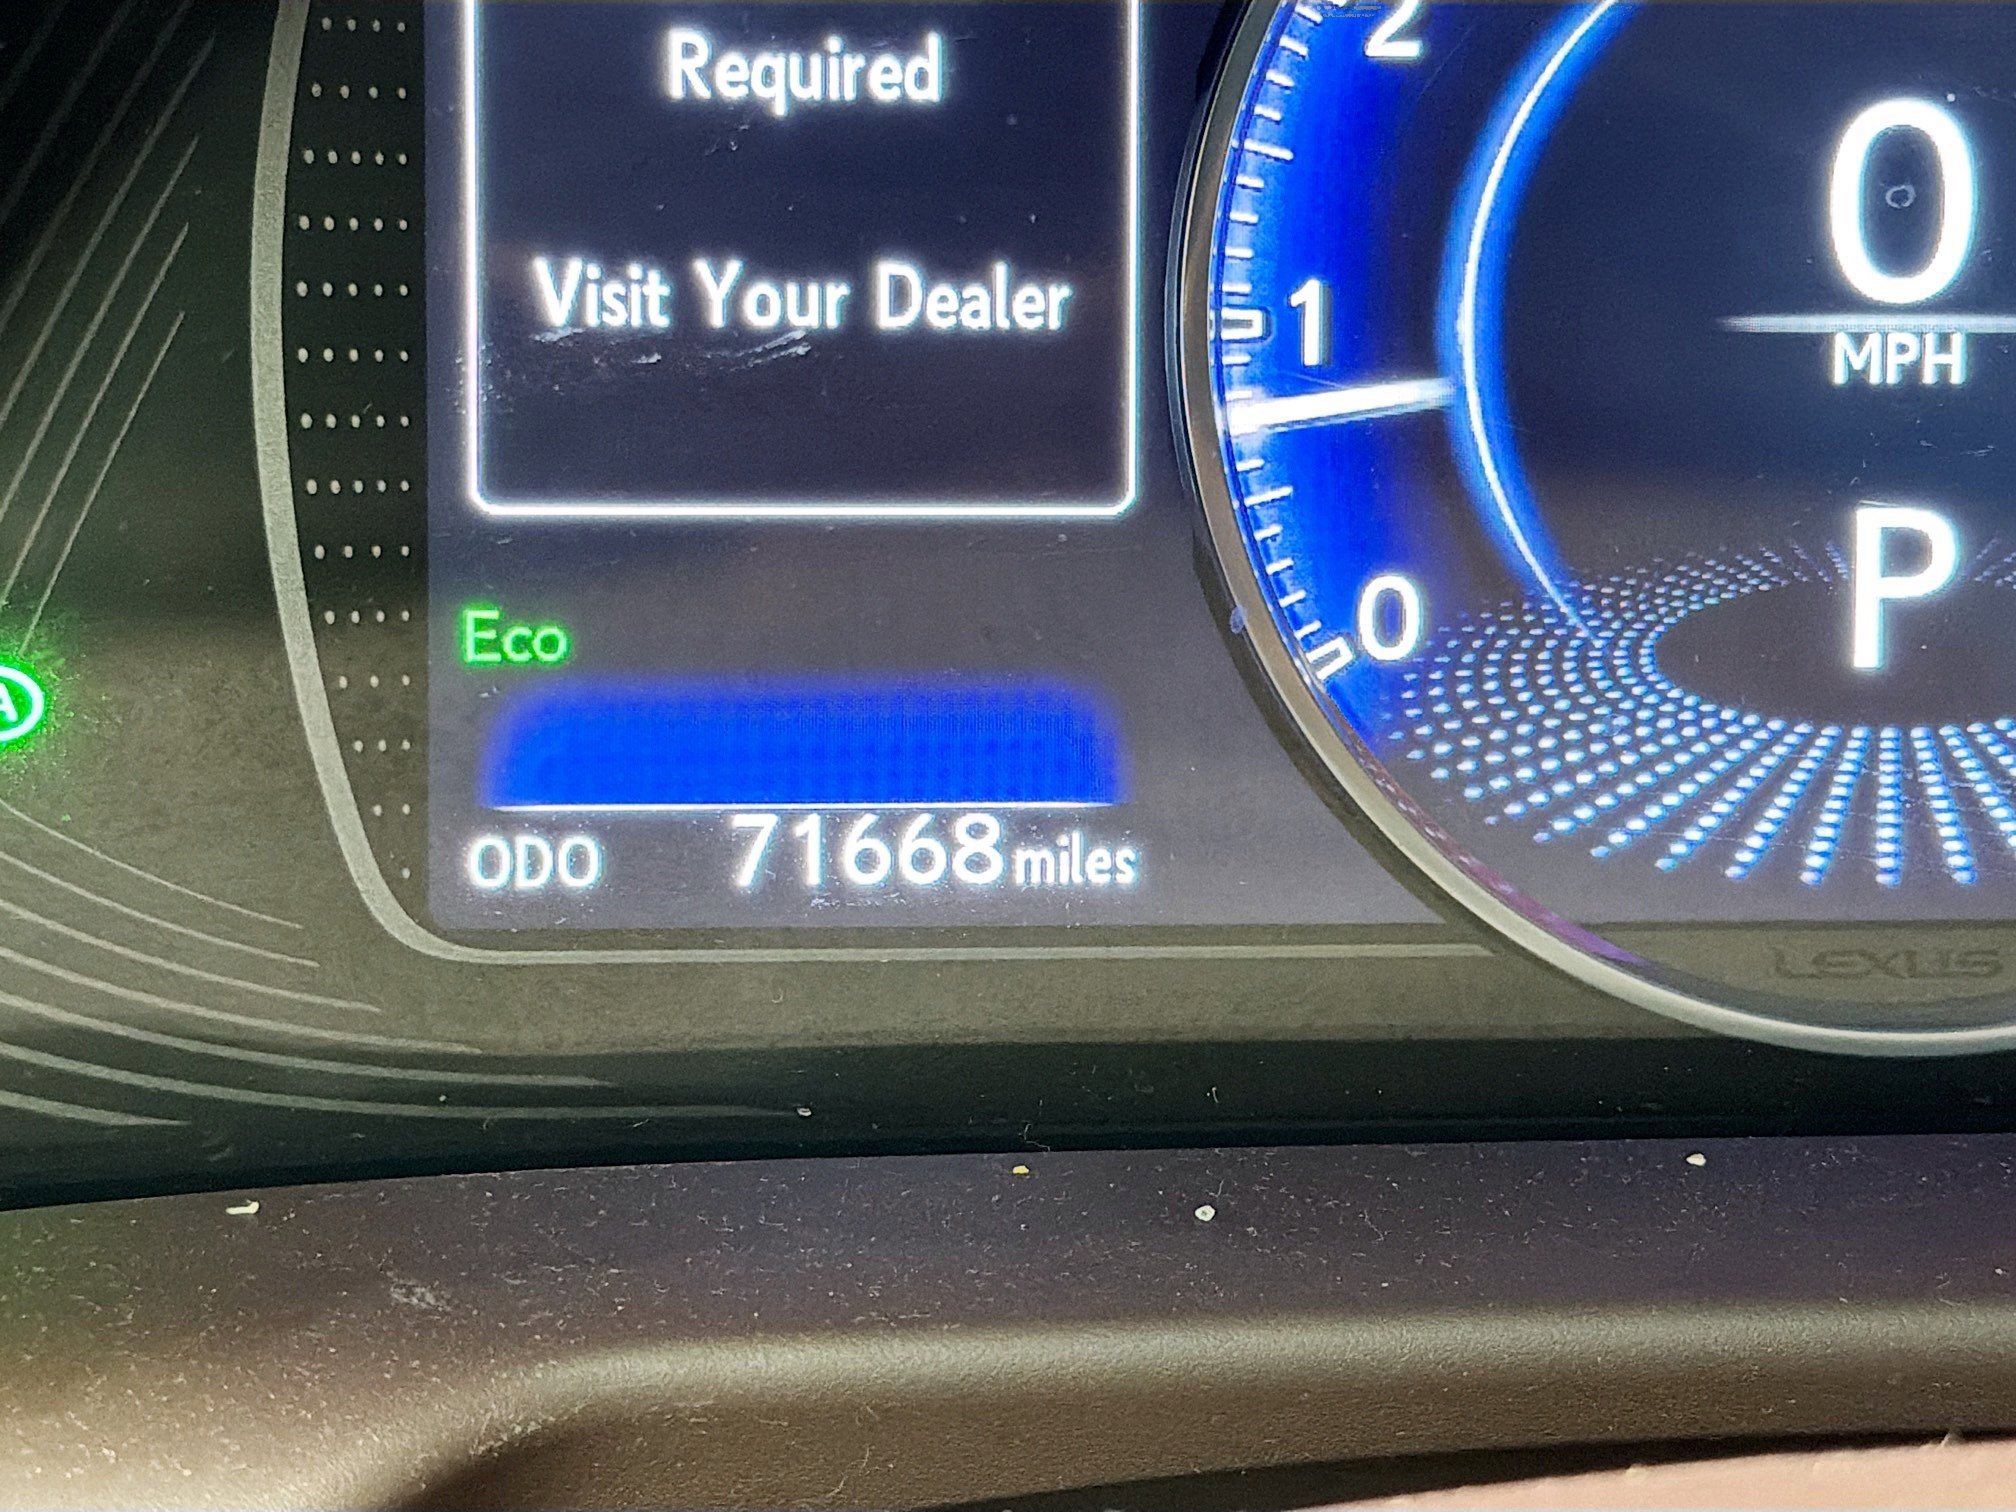 Required
Visit Your Dealer
2
1
0
0
MPH
P
Eco
A
ODO 71668 miles
LEXUS